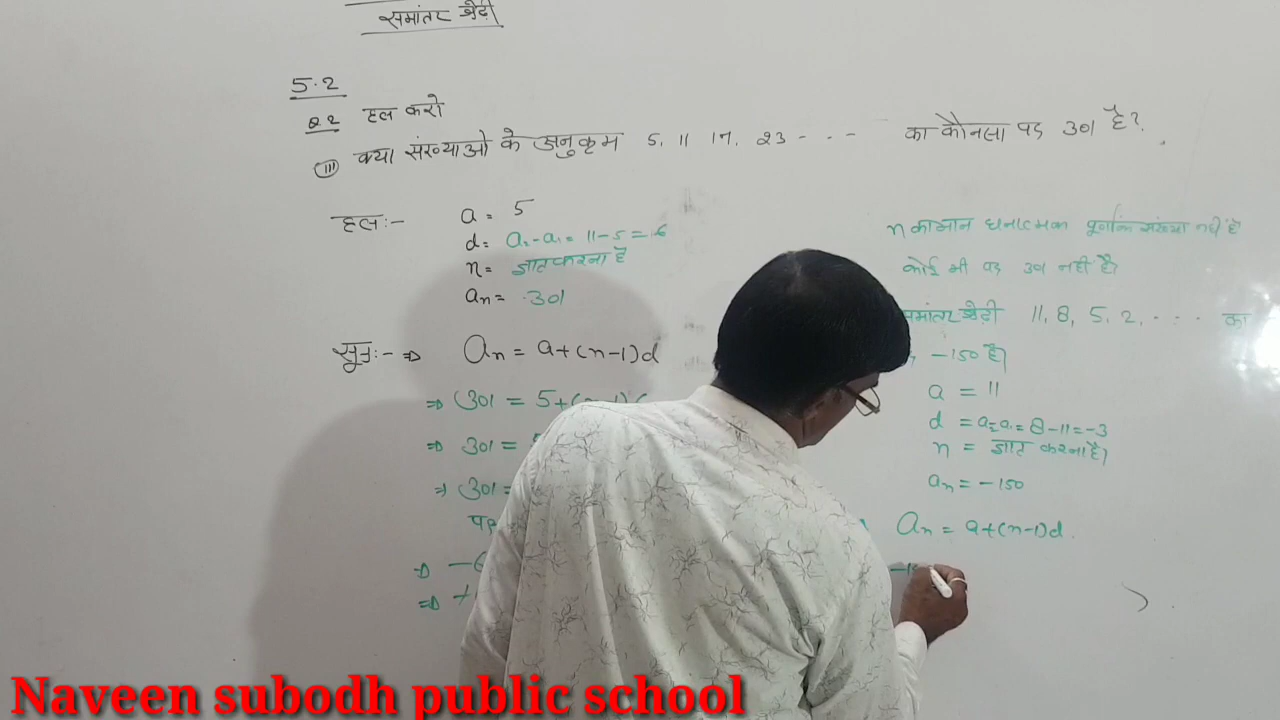 समांतर श्रेढ़ी
5.2
Q2 हल करो
(iii) क्या संख्याओ के अनुक्रम 5, 11 17, 23 - - - का कौनसा पद 301 है?
हल:- a = 5
d = a₂-a₁ = 11-5 = 6
n = ज्ञात करना है
an = 301
सूत्र:- ⇒ an = a+(n-1)d
⇒ 301 = 5+(n-1)
⇒ 301 =
⇒ 301 =
⇒ -6
⇒ +
n का मान धनात्मक पूर्णांक संख्या नहीं है
कोई भी पद 301 नहीं है?
समांतर श्रेढ़ी 11, 8, 5, 2, - - - का
-150 है?
a = 11
d = a₂-a₁ = 8-11=-3
n = ज्ञात करना है?
an = -150
an = a+(n-1)d.
Naveen subodh public school